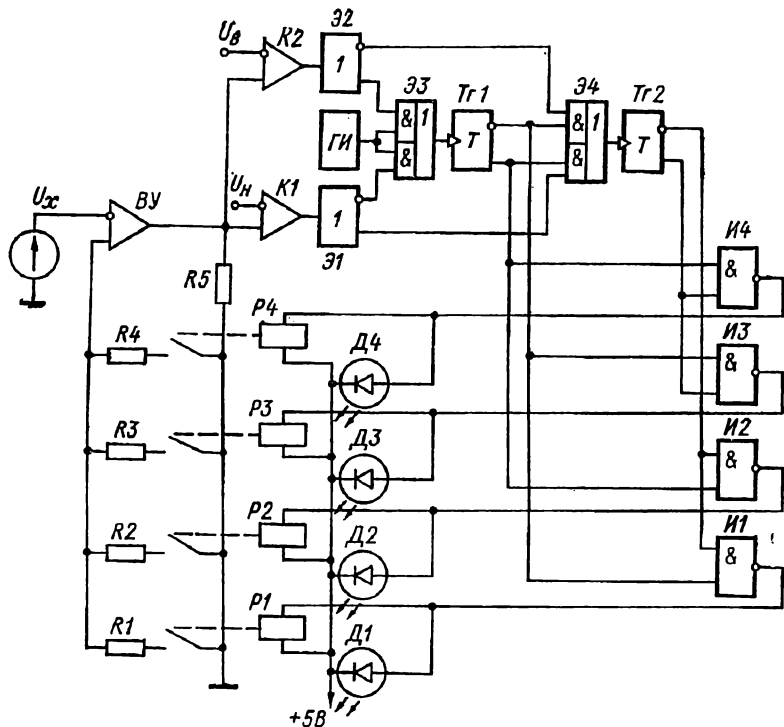 Uв
К2
Э2
1
Э3
&
1
&
ГИ
Тг1
Т
Э4
&
1
&
Тг2
Т
Uн
К1
1
Э1
Ux
ВУ
R5
И4
&
Р4
R4
Д4
И3
&
Р3
R3
Д3
И2
&
Р2
R2
Д2
И1
&
Р1
R1
Д1
+5В